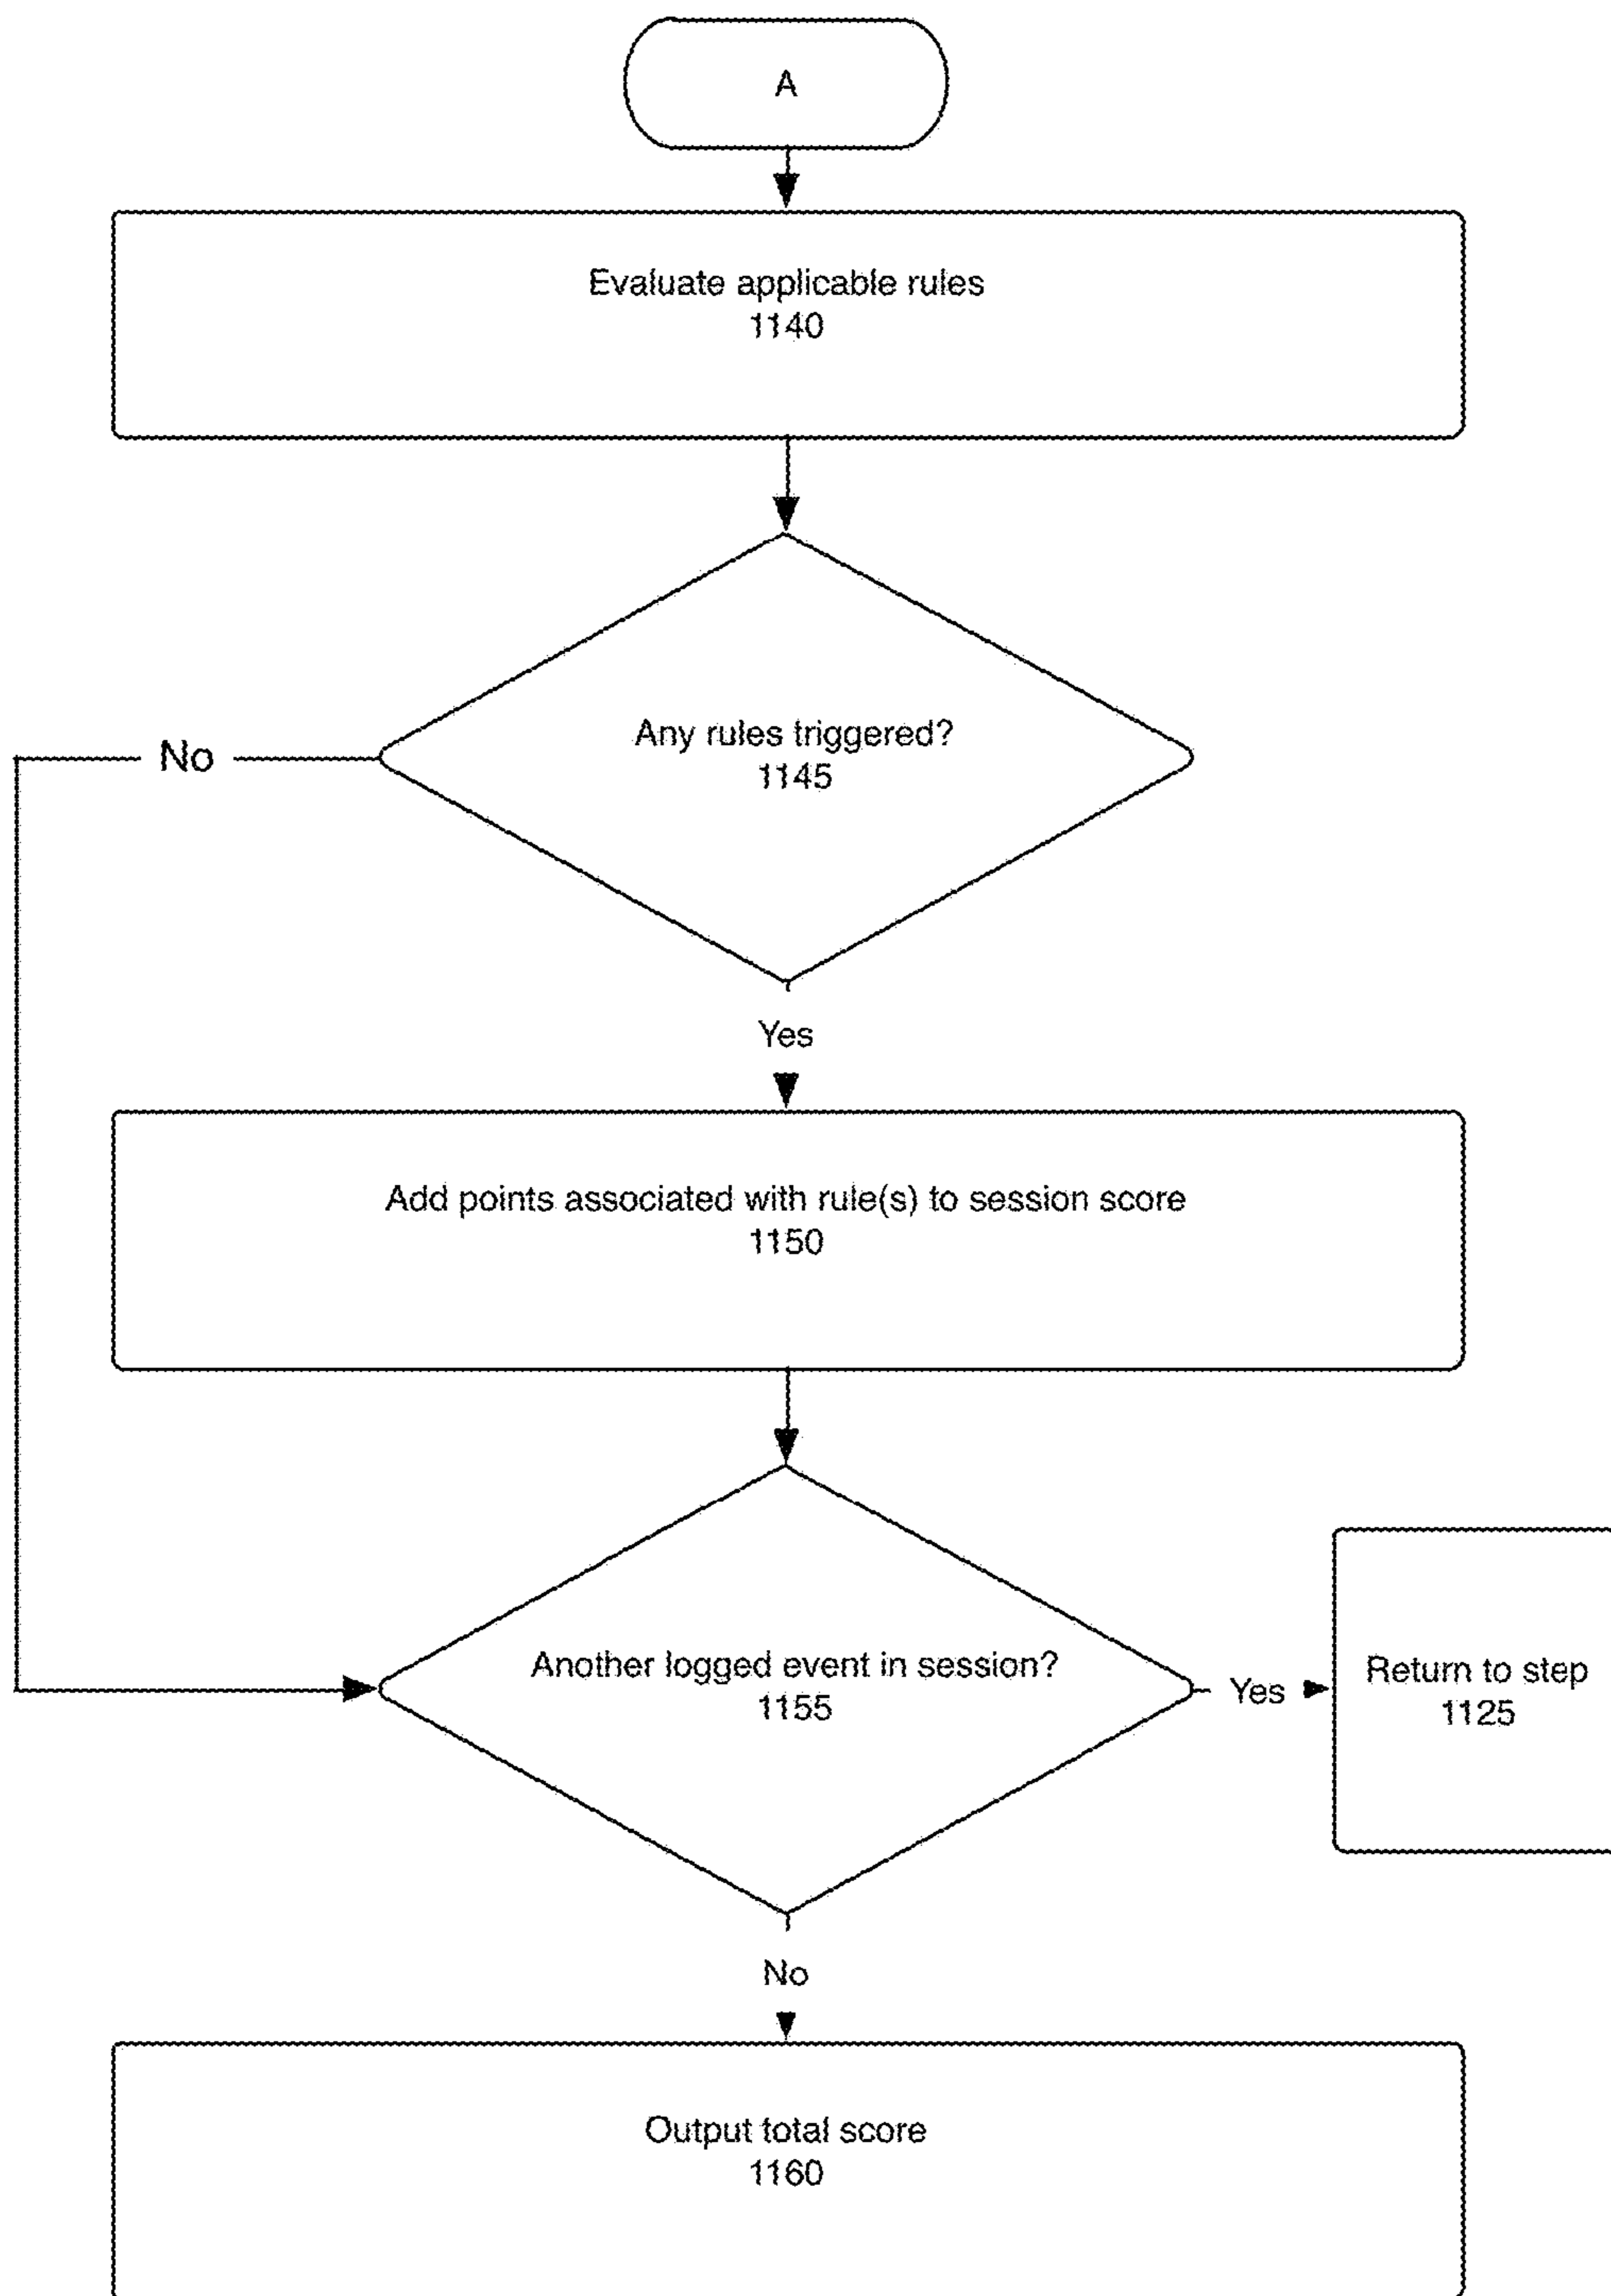 A
Evaluate applicable rules
1140
Any rules triggered?
1145
No
Yes
Add points associated with rule(s) to session score
1150
Another logged event in session?
1155
Yes
Return to step
1125
No
Output total score
1160